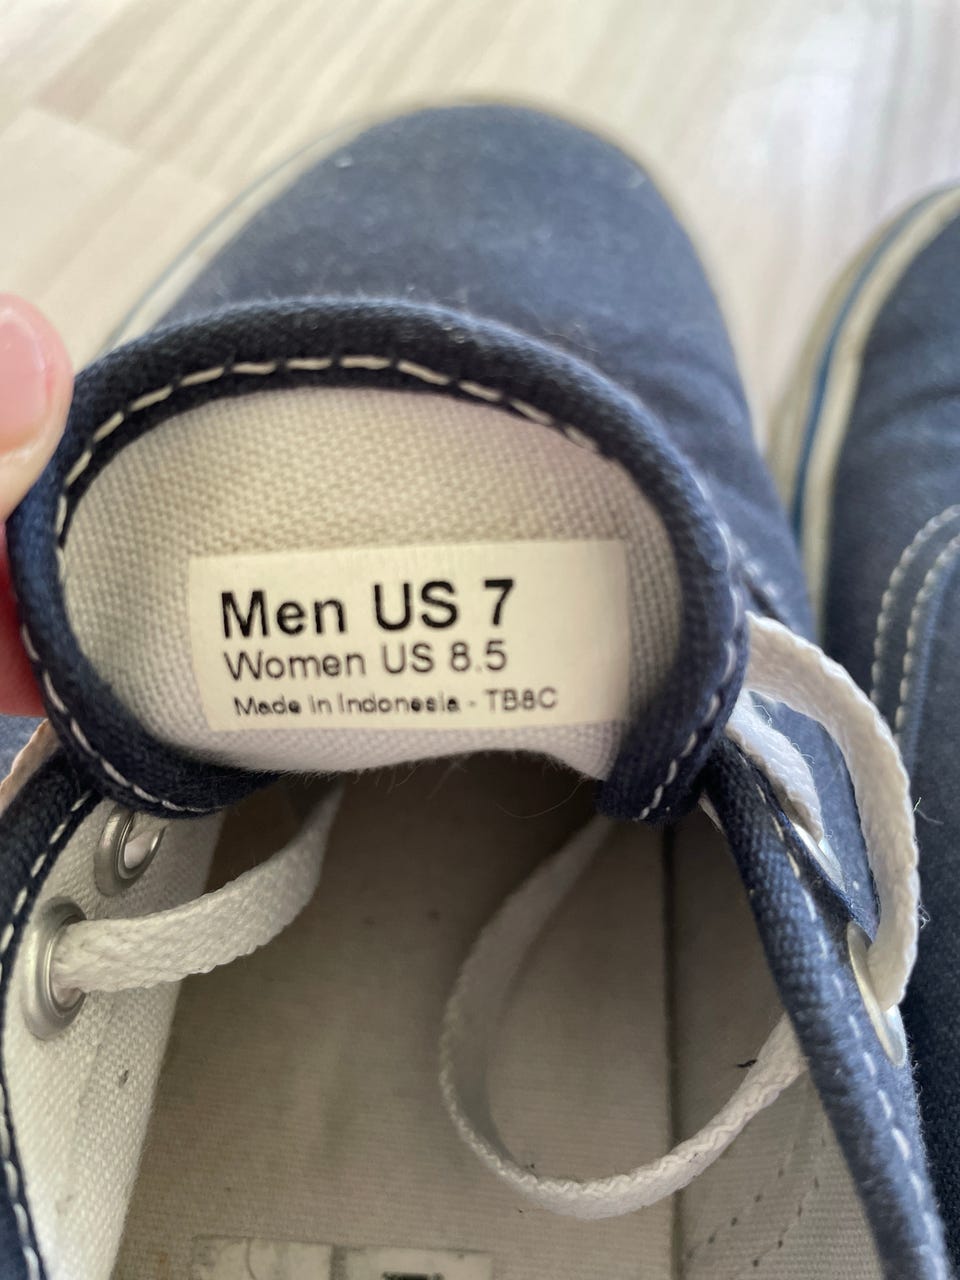 Men US 7
Women US 8.5
Made in Indonesia - TB8C